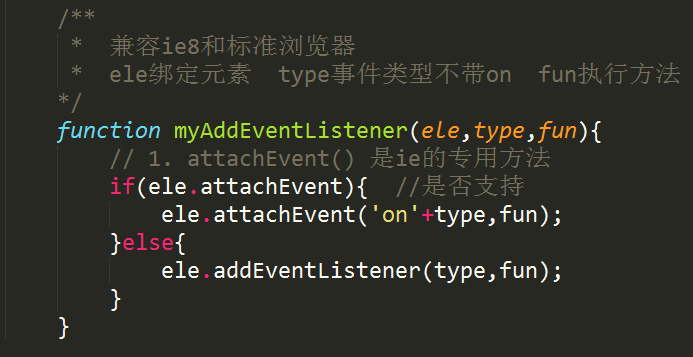 /**
 *  兼容ie8和标准浏览器
 *  ele绑定元素  type事件类型不带on  fun执行方法
*/
function myAddEventListener(ele,type,fun){
    // 1. attachEvent() 是ie的专用方法
    if(ele.attachEvent){  //是否支持
        ele.attachEvent('on'+type,fun);
    }else{
        ele.addEventListener(type,fun);
    }
}